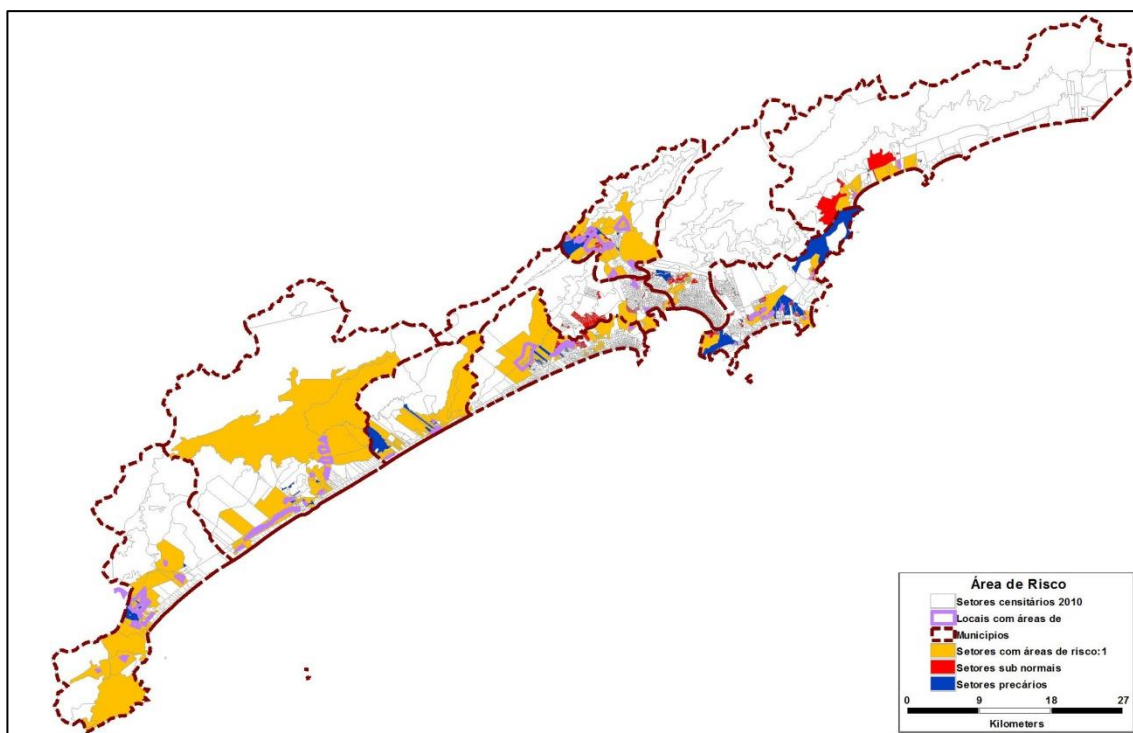 Área de Risco
Setores censitários 2010
Locais com áreas de
Municípios
Setores com áreas de risco:1
Setores sub normais
Setores precários
0 9 18 27
Kilometers